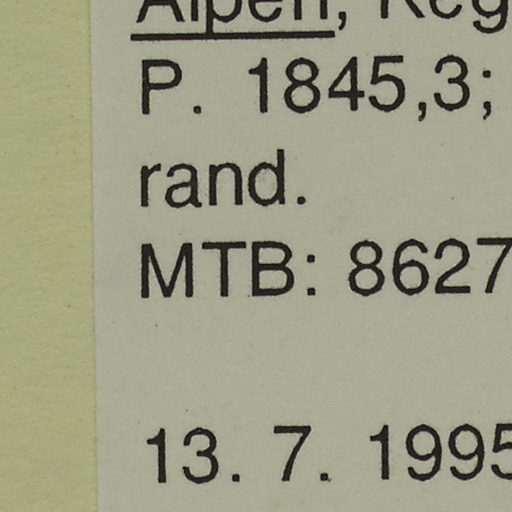 Alpen, Reg
P. 1845,3;
rand.
MTB: 8627
13. 7. 1995